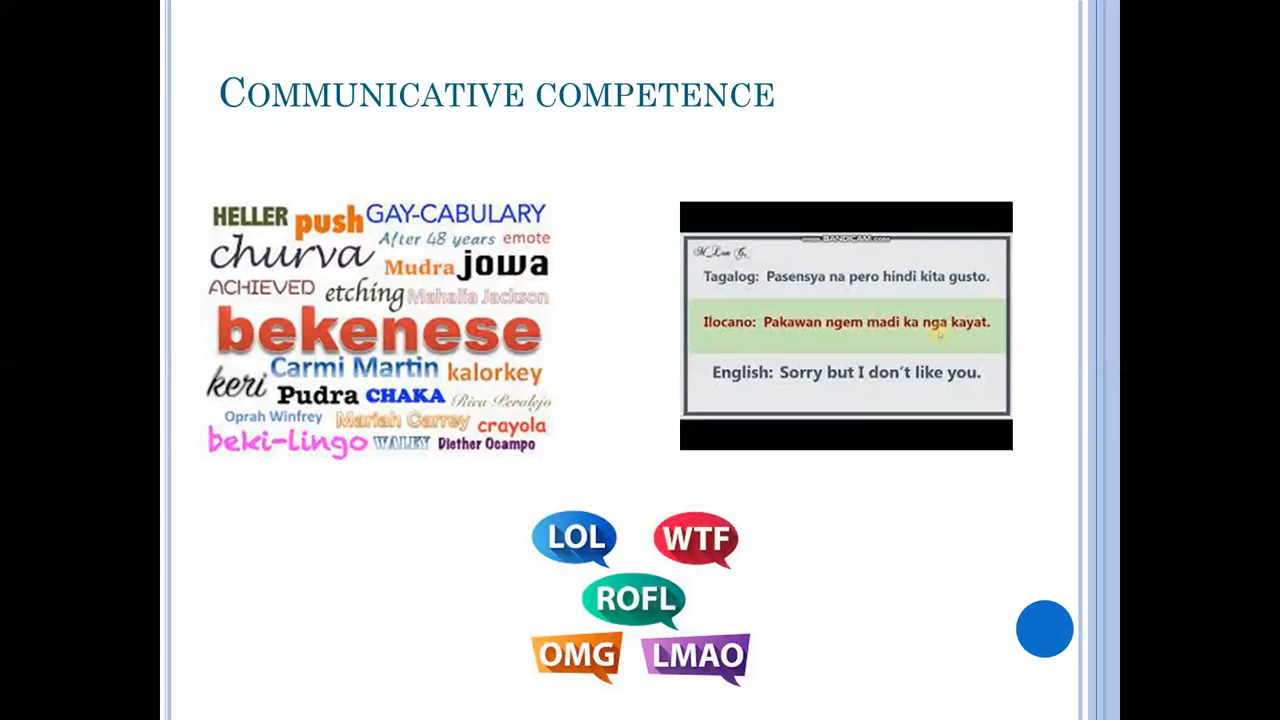 COMMUNICATIVE COMPETENCE
HELLER push GAY-CABULARY
churva After 48 years emote
Mudra jowa
ACHIEVED etching Mahalia Jackson
bekenese
keri Carmi Martin kalorkey
Pudra CHAKA Rica Peralejo
Oprah Winfrey Mariah Carrey crayola
beki-lingo WALEY Diether Ocampo
www.BANDICAM.com
Tagalog: Pasensya na pero hindi kita gusto.
Ilocano: Pakawan ngem madi ka nga kayat.
English: Sorry but I don't like you.
LOL WTF
ROFL
OMG LMAO